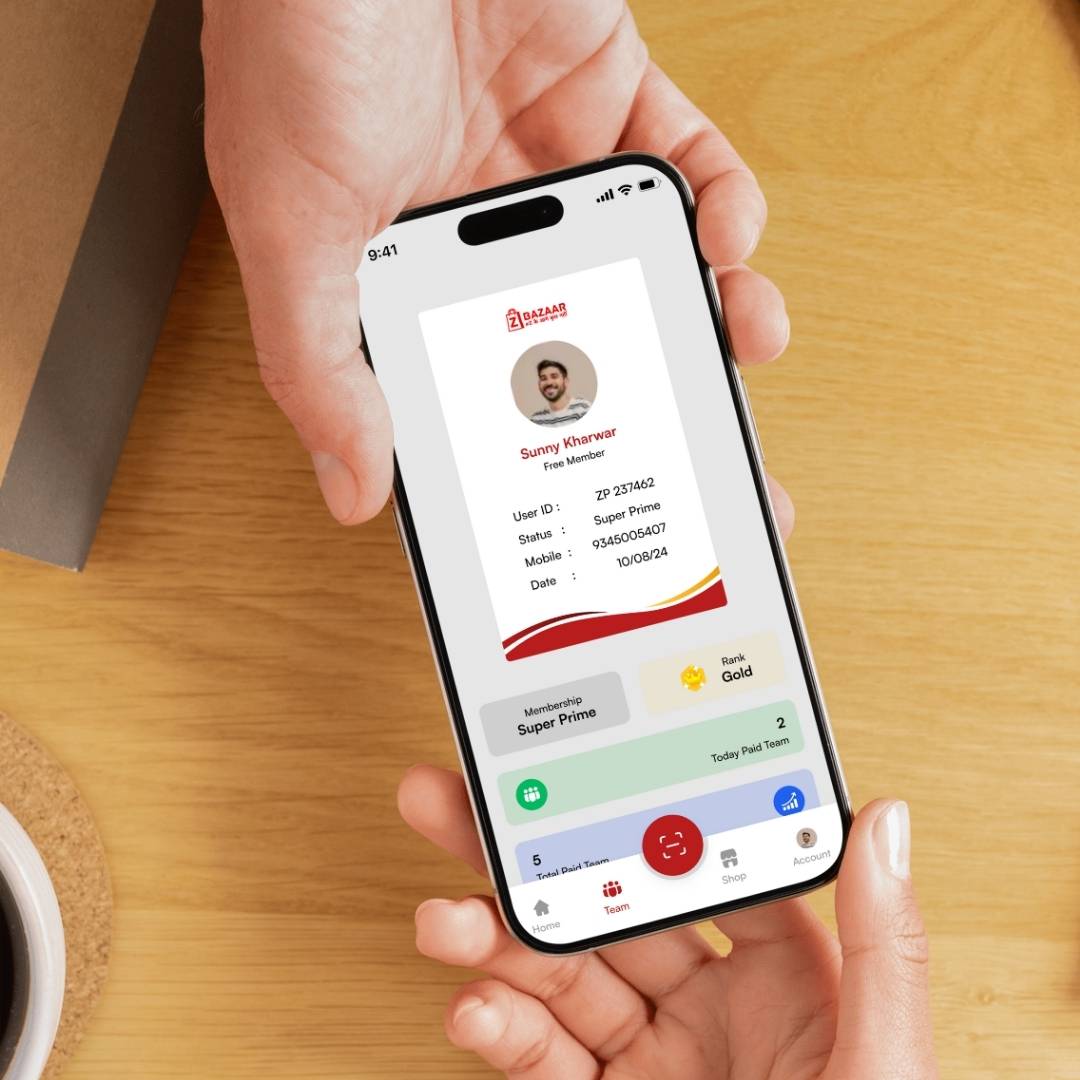 9:41
Z BAZAAR
Sunny Kharwar
Free Member
User ID : ZP 237462
Status : Super Prime
Mobile : 9345005407
Date : 10/08/24
Membership
Super Prime
Rank
Gold
2
Today Paid Team
5
Total Paid Team
Home
Team
Shop
Account